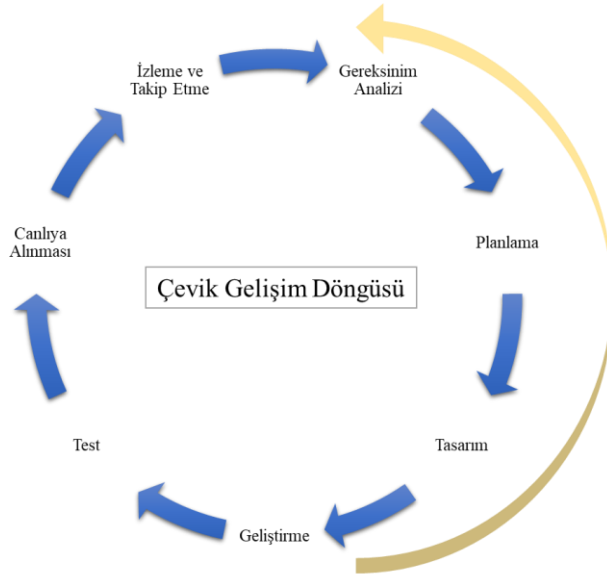 İzleme ve
Takip Etme
Gereksinim
Analizi
Canlıya
Alınması
Planlama
Çevik Gelişim Döngüsü
Test
Tasarım
Geliştirme